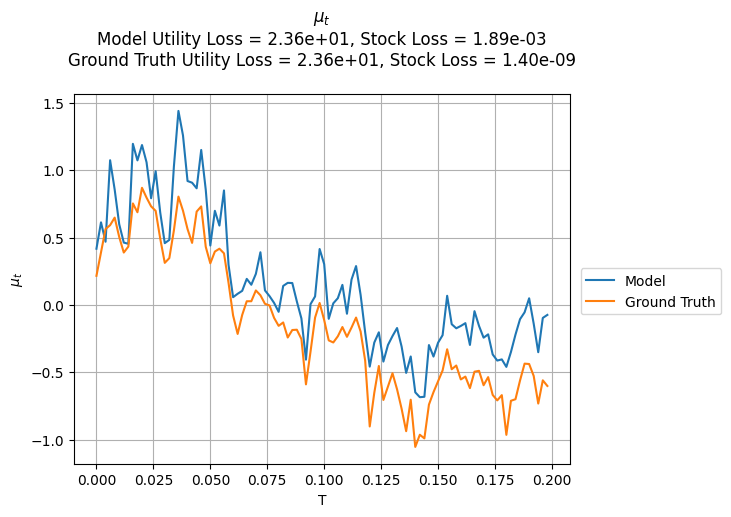 μt
Model Utility Loss = 2.36e+01, Stock Loss = 1.89e-03
Ground Truth Utility Loss = 2.36e+01, Stock Loss = 1.40e-09
1.5
1.0
0.5
0.0
−0.5
−1.0
μt
0.000 0.025 0.050 0.075 0.100 0.125 0.150 0.175 0.200
T
Model
Ground Truth